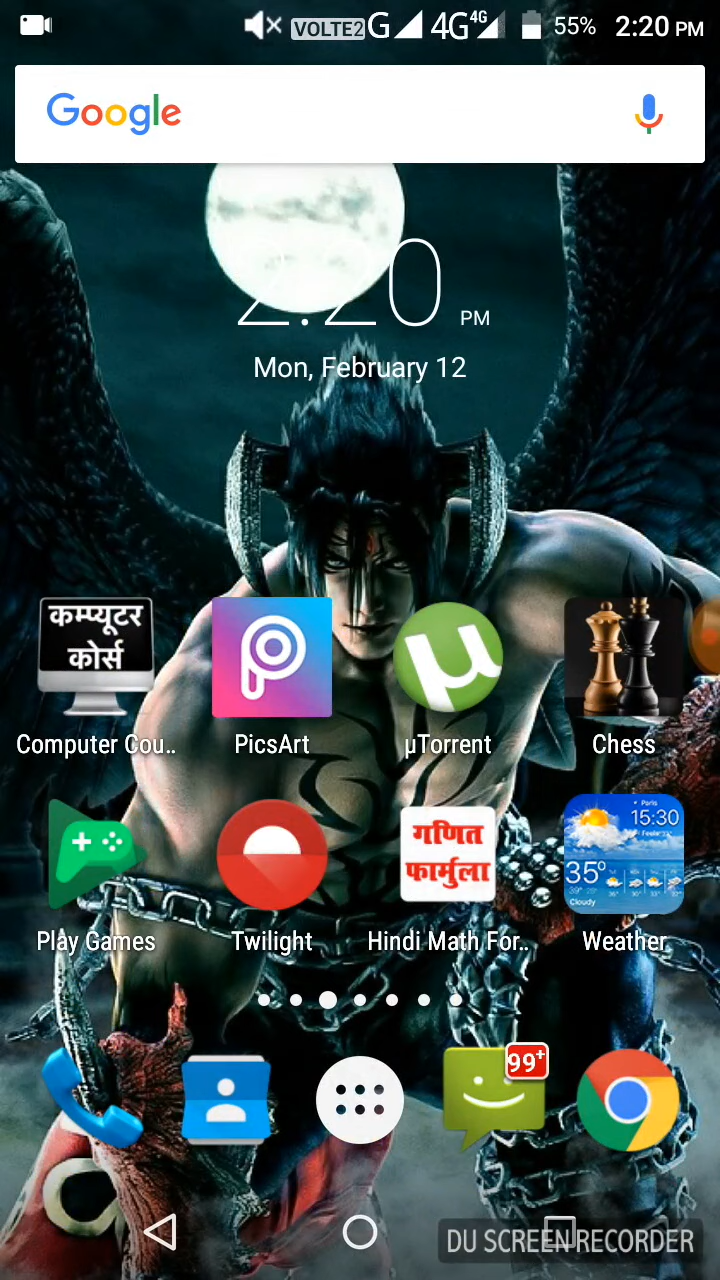 VOLTE2 G 4G 4G 55% 2:20 PM
Google
2:20 PM
Mon, February 12
कम्प्यूटर
कोर्स
Computer Cou..
PicsArt
µ
µTorrent
Chess
Play Games
Twilight
गणित
फार्मुला
Hindi Math For..
Paris
15:30
35°
Cloudy
Weather
99+
DU SCREEN RECORDER